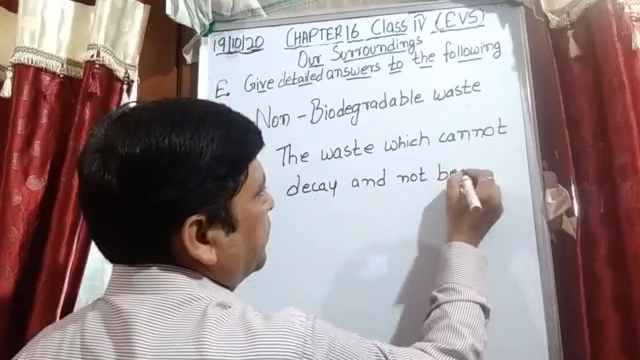 19/10/20 CHAPTER 16 Class IV (EVS)
Our Surroundings
E. Give detailed answers to the following
Non-Biodegradable waste
The waste which cannot
decay and not be